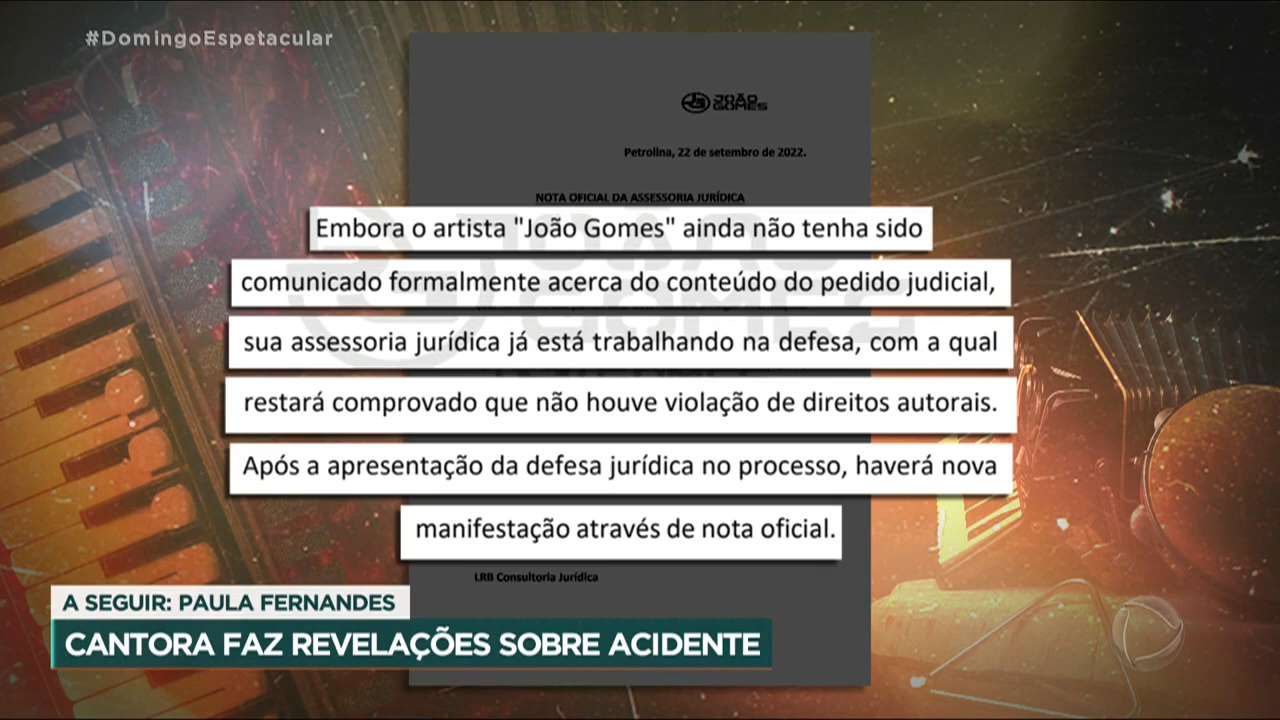 #DomingoEspetacular
JOÃO
GOMES
Petrolina, 22 de setembro de 2022.
NOTA OFICIAL DA ASSESSORIA JURÍDICA
Embora o artista "João Gomes" ainda não tenha sido
comunicado formalmente acerca do conteúdo do pedido judicial,
sua assessoria jurídica já está trabalhando na defesa, com a qual
restará comprovado que não houve violação de direitos autorais.
Após a apresentação da defesa jurídica no processo, haverá nova
manifestação através de nota oficial.
LRB Consultoria Jurídica
A SEGUIR: PAULA FERNANDES
CANTORA FAZ REVELAÇÕES SOBRE ACIDENTE